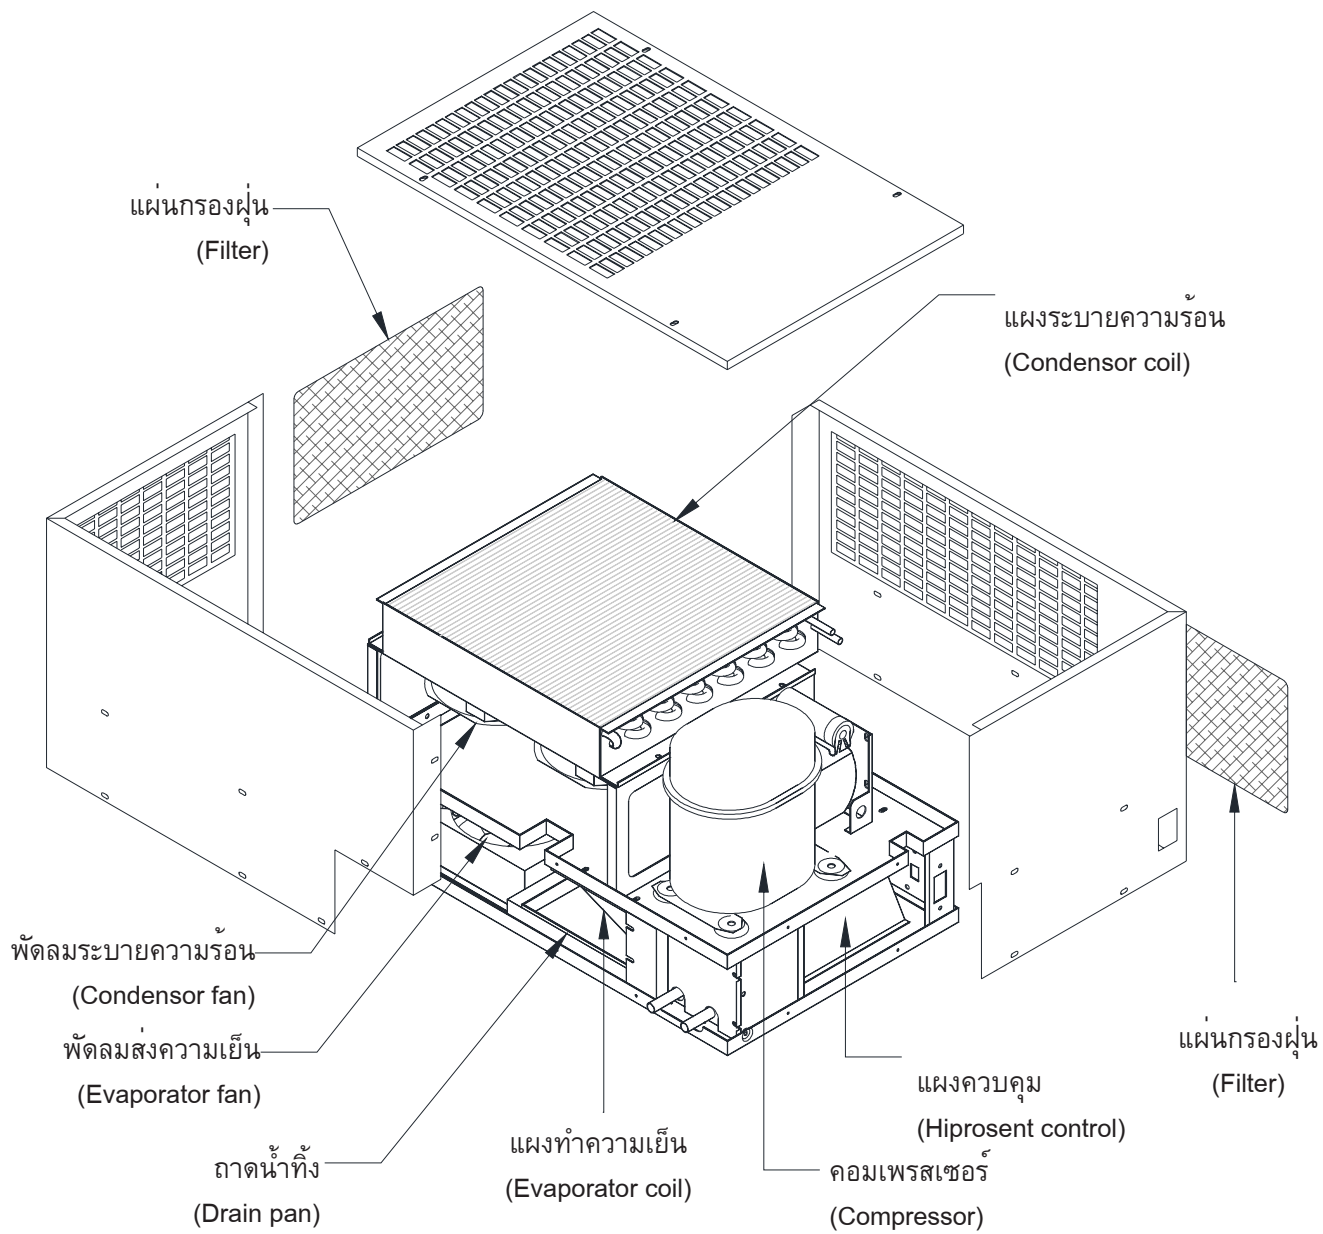 แผ่นกรองฝุ่น
(Filter)
แผงระบายความร้อน
(Condensor coil)
พัดลมระบายความร้อน
(Condensor fan)
พัดลมส่งความเย็น
(Evaporator fan)
ถาดน้ำทิ้ง
(Drain pan)
แผงทำความเย็น
(Evaporator coil)
แผงควบคุม
(Hiprosent control)
คอมเพรสเซอร์
(Compressor)
แผ่นกรองฝุ่น
(Filter)